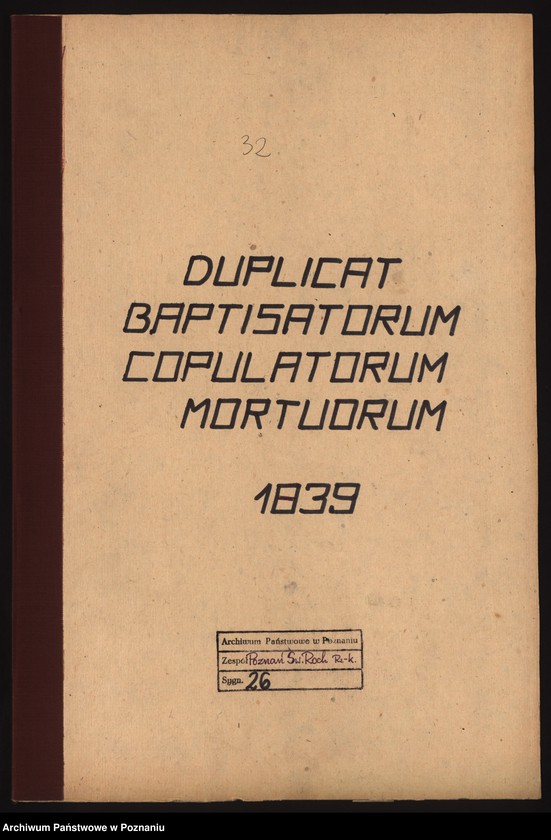 32
DUPLICAT
BAPTISATORUM
COPULATORUM
MORTUORUM
1839
Archiwum Państwowe w Poznaniu
Zespół Poznań Św. Roch Rz-k.
Sygn. 26
Archiwum Państwowe w Poznaniu